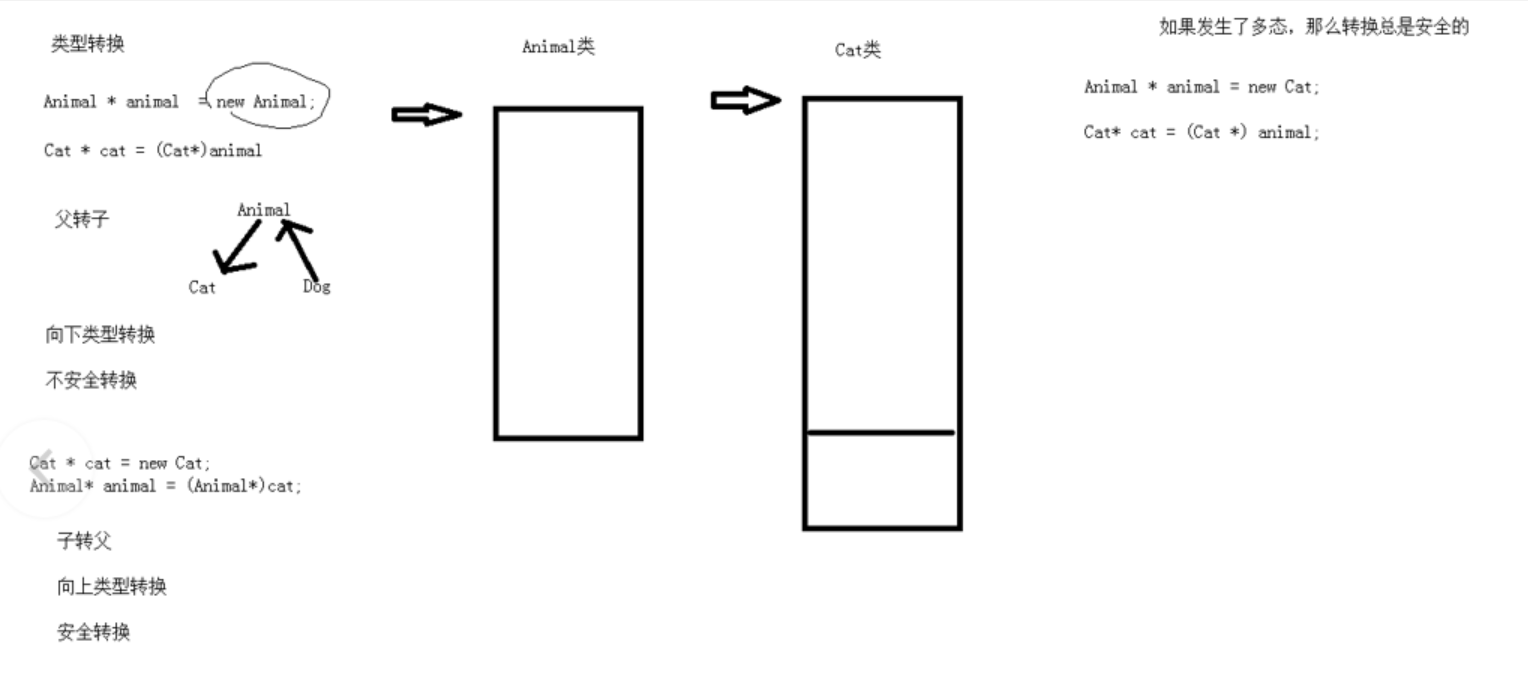 类型转换
Animal * animal = new Animal;
Cat * cat = (Cat*)animal
父转子
Animal
Cat
Dog
向下类型转换
不安全转换
Cat * cat = new Cat;
Animal* animal = (Animal*)cat;
子转父
向上类型转换
安全转换
Animal类
Cat类
如果发生了多态，那么转换总是安全的
Animal * animal = new Cat;
Cat* cat = (Cat *) animal;